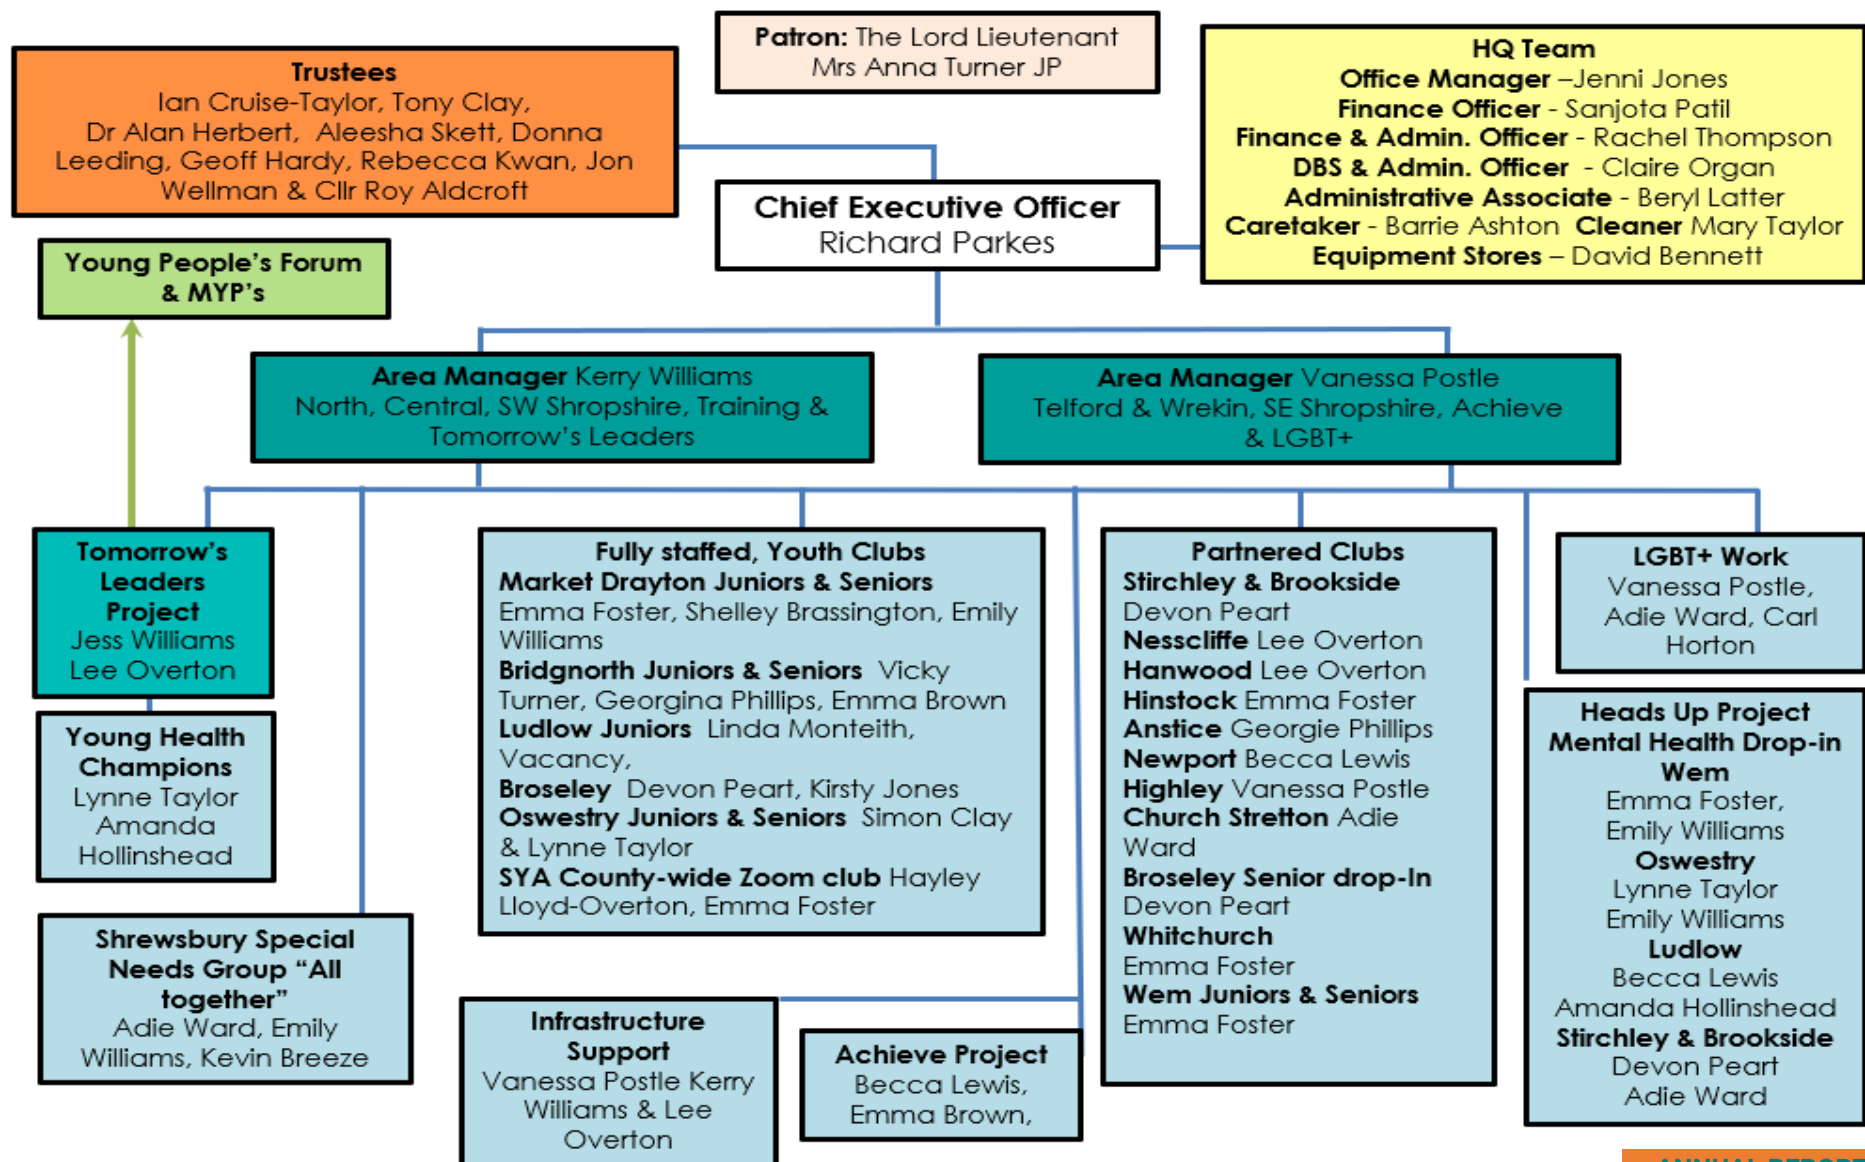 Patron: The Lord Lieutenant
Mrs Anna Turner JP
Trustees
Ian Cruise-Taylor, Tony Clay,
Dr Alan Herbert, Aleesha Skett, Donna
Leeding, Geoff Hardy, Rebecca Kwan, Jon
Wellman & Cllr Roy Aldcroft
HQ Team
Office Manager –Jenni Jones
Finance Officer - Sanjota Patil
Finance & Admin. Officer - Rachel Thompson
DBS & Admin. Officer - Claire Organ
Administrative Associate - Beryl Latter
Caretaker - Barrie Ashton Cleaner Mary Taylor
Equipment Stores – David Bennett
Chief Executive Officer
Richard Parkes
Young People's Forum
& MYP's
Area Manager Kerry Williams
North, Central, SW Shropshire, Training &
Tomorrow's Leaders
Area Manager Vanessa Postle
Telford & Wrekin, SE Shropshire, Achieve
& LGBT+
Tomorrow's
Leaders
Project
Jess Williams
Lee Overton
Young Health
Champions
Lynne Taylor
Amanda
Hollinshead
Shrewsbury Special
Needs Group “All
together”
Adie Ward, Emily
Williams, Kevin Breeze
Fully staffed, Youth Clubs
Market Drayton Juniors & Seniors
Emma Foster, Shelley Brassington, Emily
Williams
Bridgnorth Juniors & Seniors Vicky
Turner, Georgina Phillips, Emma Brown
Ludlow Juniors Linda Monteith,
Vacancy,
Broseley Devon Peart, Kirsty Jones
Oswestry Juniors & Seniors Simon Clay
& Lynne Taylor
SYA County-wide Zoom club Hayley
Lloyd-Overton, Emma Foster
Infrastructure
Support
Vanessa Postle Kerry
Williams & Lee
Overton
Achieve Project
Becca Lewis,
Emma Brown,
Partnered Clubs
Stirchley & Brookside
Devon Peart
Nesscliffe Lee Overton
Hanwood Lee Overton
Hinstock Emma Foster
Anstice Georgie Phillips
Newport Becca Lewis
Highley Vanessa Postle
Church Stretton Adie
Ward
Broseley Senior drop-In
Devon Peart
Whitchurch
Emma Foster
Wem Juniors & Seniors
Emma Foster
LGBT+ Work
Vanessa Postle,
Adie Ward, Carl
Horton
Heads Up Project
Mental Health Drop-in
Wem
Emma Foster,
Emily Williams
Oswestry
Lynne Taylor
Emily Williams
Ludlow
Becca Lewis
Amanda Hollinshead
Stirchley & Brookside
Devon Peart
Adie Ward
ANNUAL REPORT